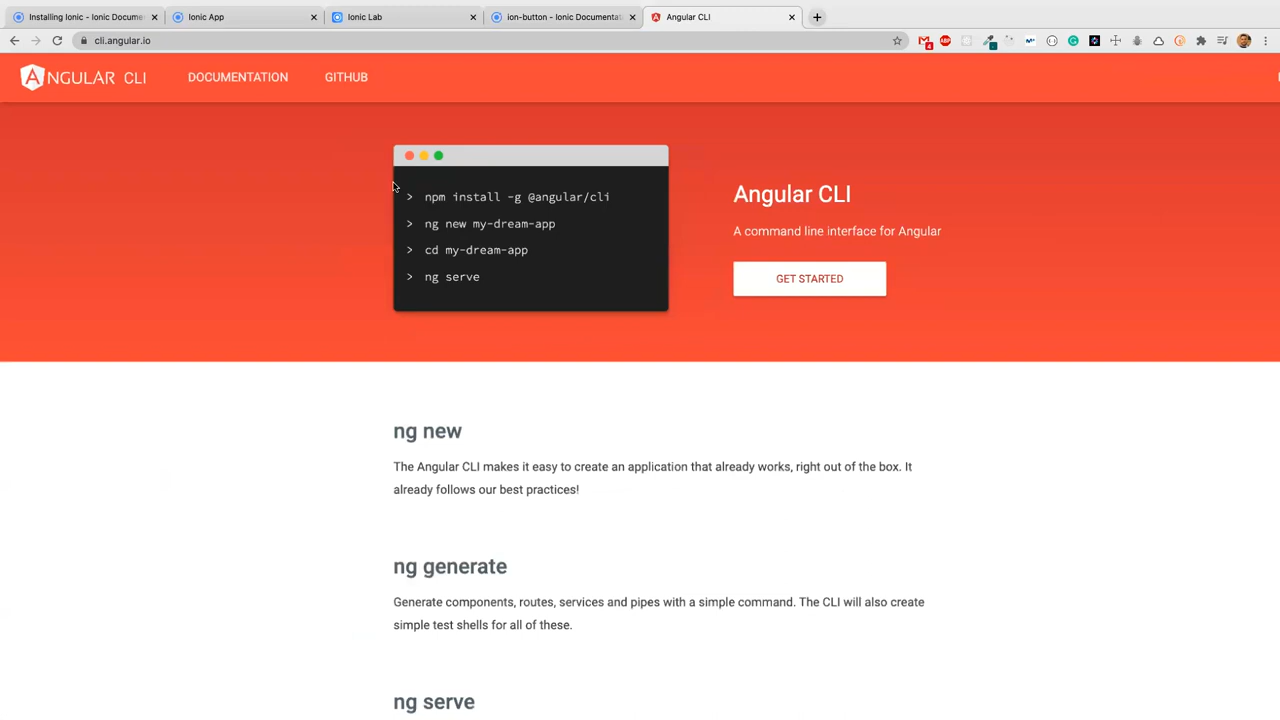 Installing Ionic - Ionic Docume
Ionic App
Ionic Lab
ion-button - Ionic Documentat
Angular CLI
cli.angular.io
4
ABP
ANGULAR CLI
DOCUMENTATION
GITHUB
> npm install -g @angular/cli
> ng new my-dream-app
> cd my-dream-app
> ng serve
Angular CLI
A command line interface for Angular
GET STARTED
ng new
The Angular CLI makes it easy to create an application that already works, right out of the box. It
already follows our best practices!
ng generate
Generate components, routes, services and pipes with a simple command. The CLI will also create
simple test shells for all of these.
ng serve